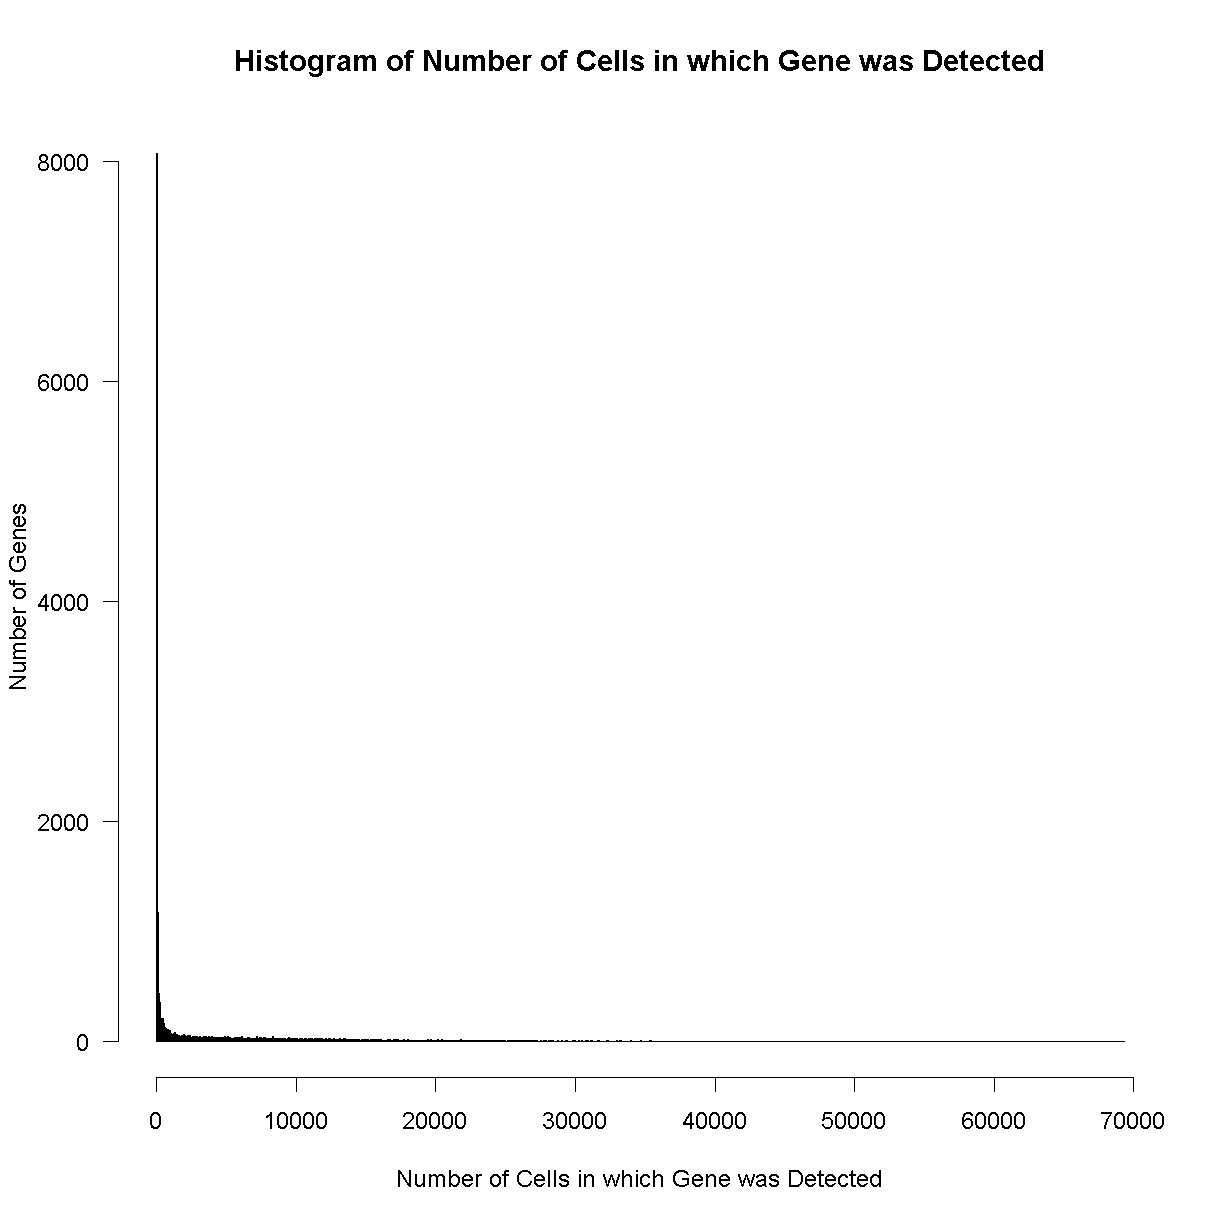 Histogram of Number of Cells in which Gene was Detected
8000
6000
4000
2000
0
Number of Genes
0 10000 20000 30000 40000 50000 60000 70000
Number of Cells in which Gene was Detected